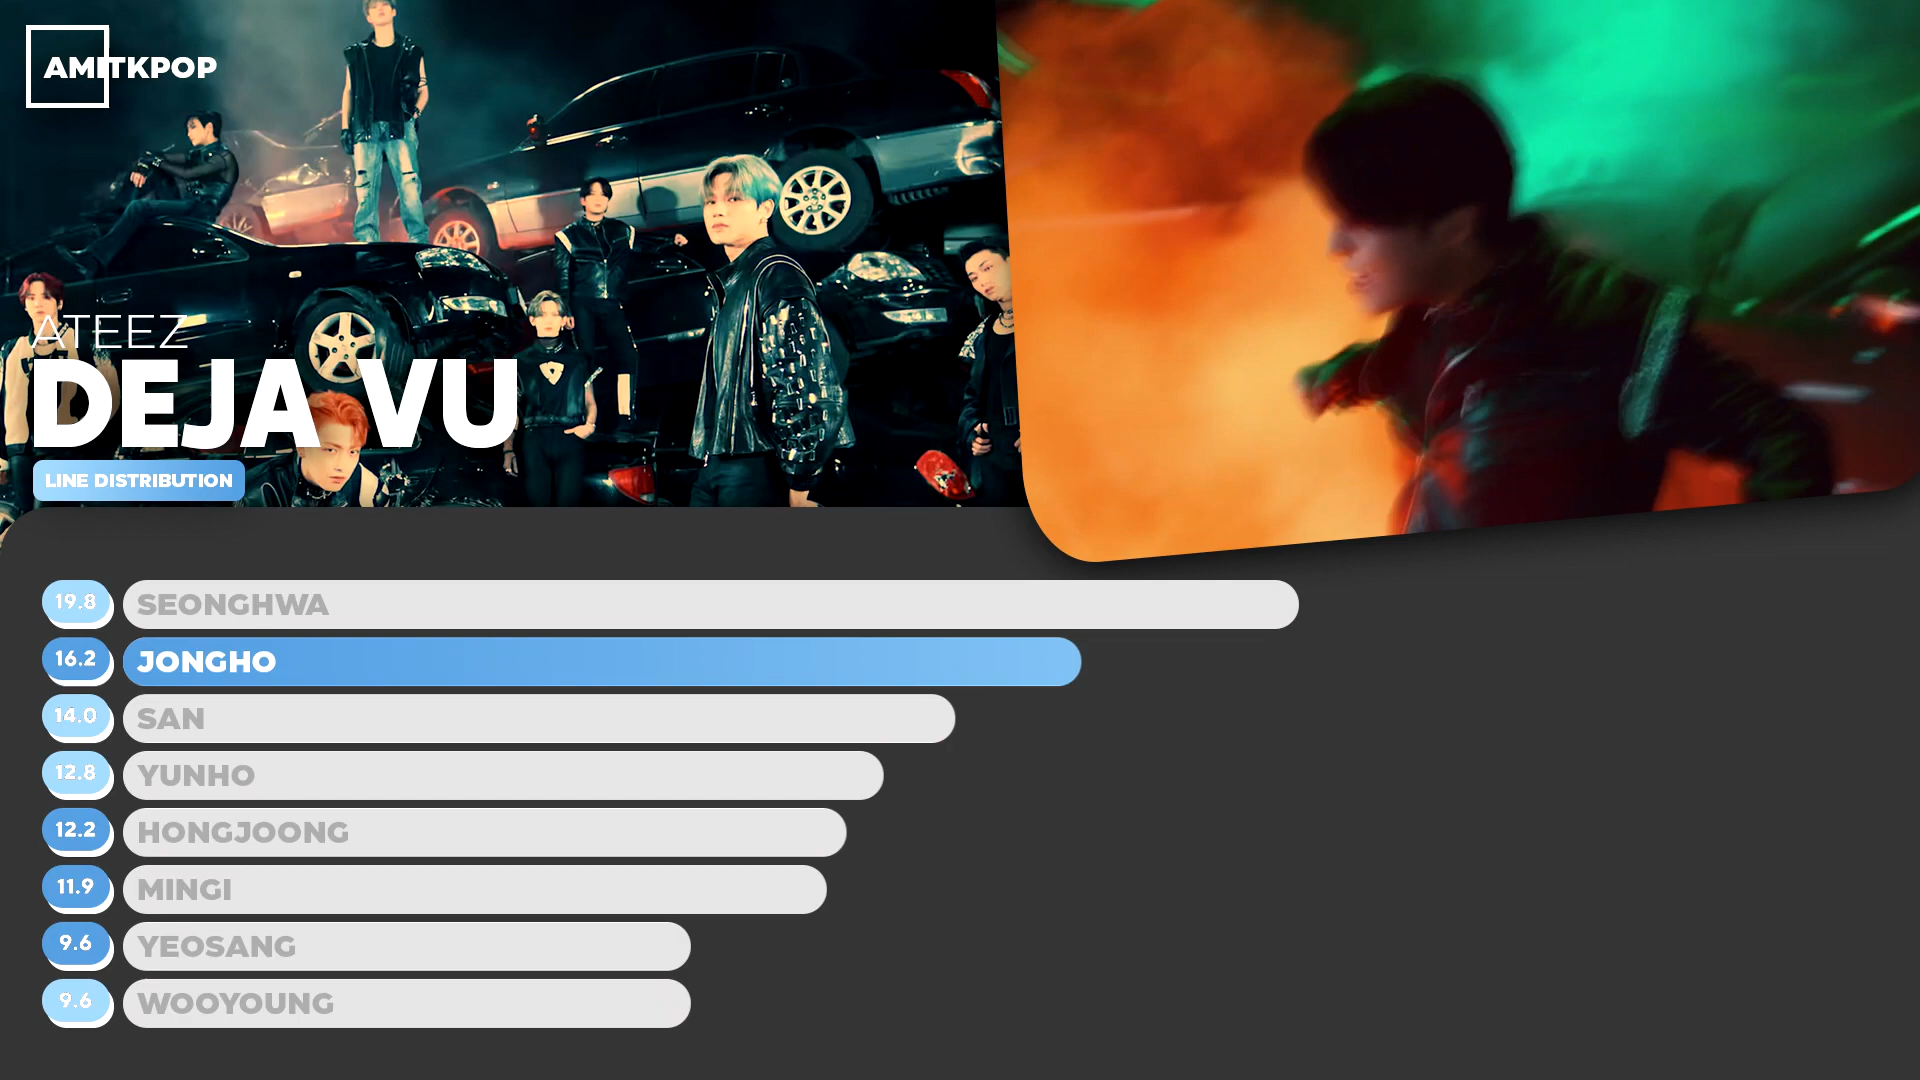 AMITKPOP
ATEEZ
DEJA VU
LINE DISTRIBUTION
19.8 SEONGHWA
16.2 JONGHO
14.0 SAN
12.8 YUNHO
12.2 HONGJOONG
11.9 MINGI
9.6 YEOSANG
9.6 WOOYOUNG